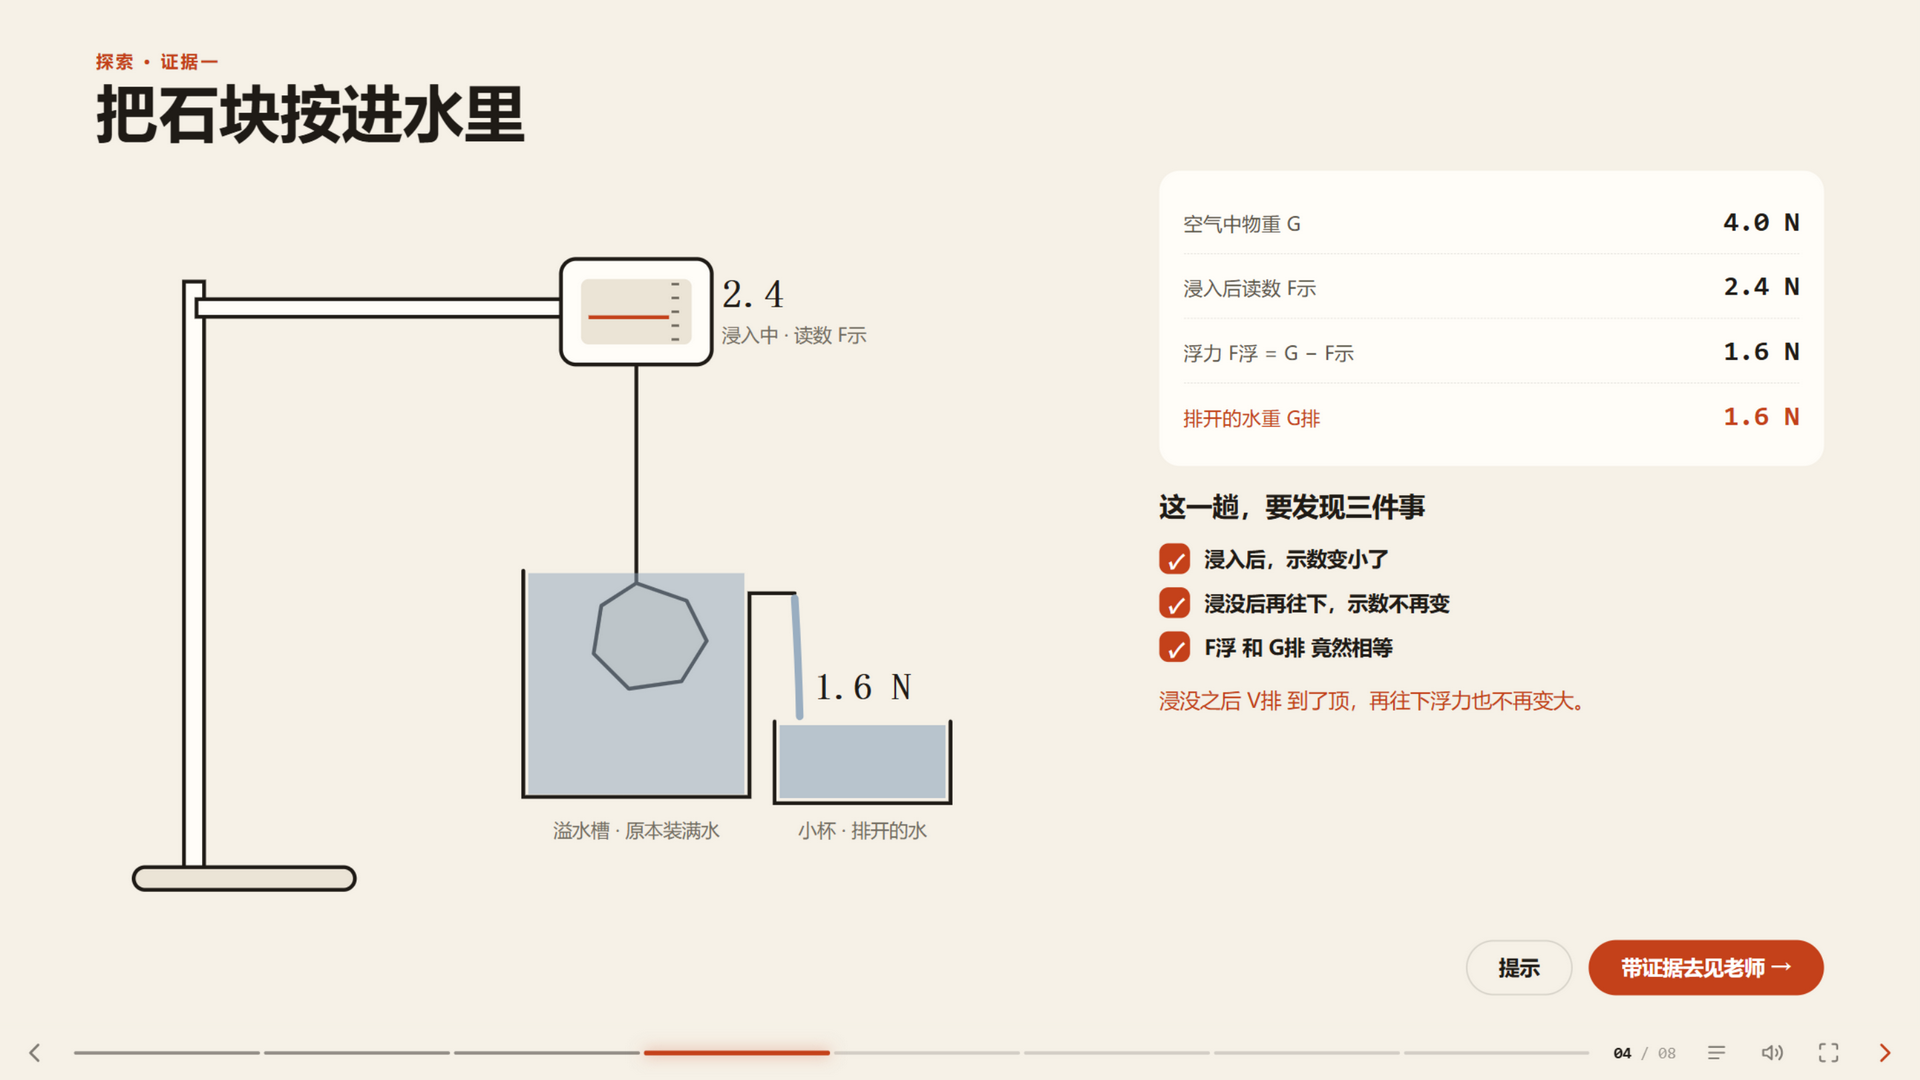 探索 · 证据一
把石块按进水里
2.4
浸入中 · 读数 F示
1.6 N
溢水槽 · 原本装满水
小杯 · 排开的水
空气中物重 G 4.0 N
浸入后读数 F示 2.4 N
浮力 F浮 = G − F示 1.6 N
排开的水重 G排 1.6 N
这一趟，要发现三件事
浸入后，示数变小了
浸没后再往下，示数不再变
F浮 和 G排 竟然相等
浸没之后 V排 到了顶，再往下浮力也不再变大。
提示
带证据去见老师 →
04 / 08